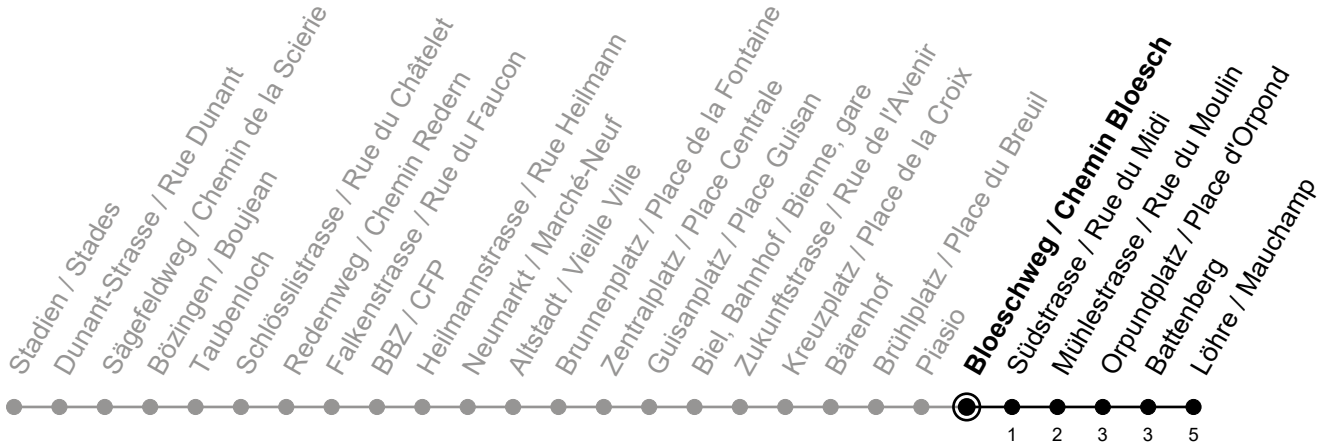 Stadien / Stades
Dunant-Strasse / Rue Dunant
Sägefeldweg / Chemin de la Scierie
Bözingen / Boujean
Taubenloch
Schlösslistrasse / Rue du Châtelet
Redernweg / Chemin Redern
Falkenstrasse / Rue du Faucon
BBZ / CFP
Heilmannstrasse / Rue Heilmann
Neumarkt / Marché-Neuf
Altstadt / Vieille Ville
Brunnenplatz / Place de la Fontaine
Zentralplatz / Place Centrale
Guisanplatz / Place Guisan
Biel, Bahnhof / Bienne, gare
Zukunftstrasse / Rue de l'Avenir
Kreuzplatz / Place de la Croix
Bärenhof
Brühlplatz / Place du Breuil
Piasio
Bloeschweg / Chemin Bloesch
Südstrasse / Rue du Midi
Mühlestrasse / Rue du Moulin
Orpundplatz / Place d'Orpond
Battenberg
Löhre / Mauchamp
1 2 3 3 5